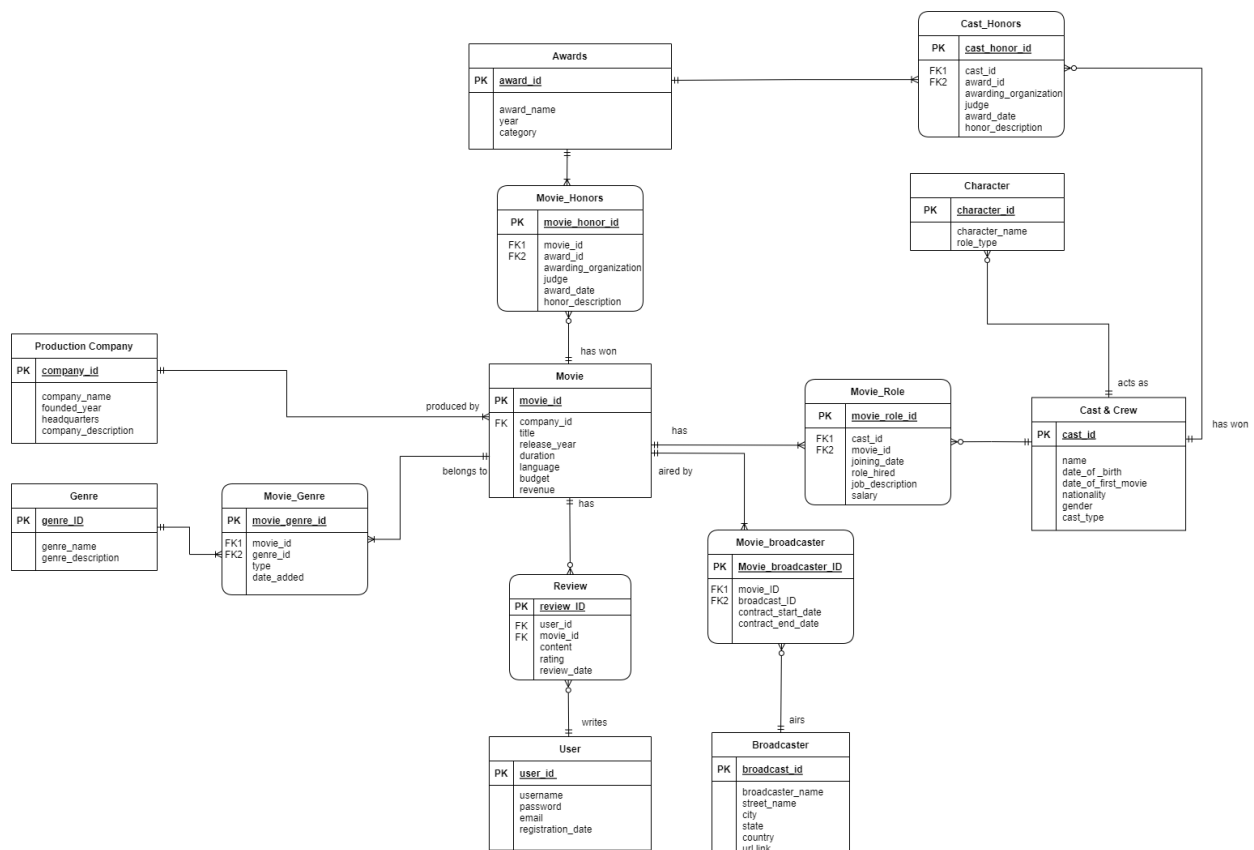 Cast_Honors
PK cast_honor_id
FK1 cast_id
FK2 award_id
awarding_organization
judge
award_date
honor_description
Awards
PK award_id
award_name
year
category
Character
PK character_id
character_name
role_type
Movie_Honors
PK movie_honor_id
FK1 movie_id
FK2 award_id
awarding_organization
judge
award_date
honor_description
has won
Production Company
PK company_id
company_name
founded_year
headquarters
company_description
produced by
Movie
PK movie_id
FK company_id
title
release_year
duration
language
budget
revenue
has
aired by
belongs to
has
Movie_Role
PK movie_role_id
FK1 cast_id
FK2 movie_id
joining_date
role_hired
job_description
salary
acts as
Cast & Crew
PK cast_id
name
date_of_birth
date_of_first_movie
nationality
gender
cast_type
has won
Genre
PK genre_ID
genre_name
genre_description
Movie_Genre
PK movie_genre_id
FK1 movie_id
FK2 genre_id
type
date_added
Movie_broadcaster
PK Movie_broadcaster_ID
FK1 movie_ID
FK2 broadcast_ID
contract_start_date
contract_end_date
Review
PK review_ID
FK user_id
FK movie_id
content
rating
review_date
writes
airs
User
PK user_id
username
password
email
registration_date
Broadcaster
PK broadcast_id
broadcaster_name
street_name
city
state
country
url link